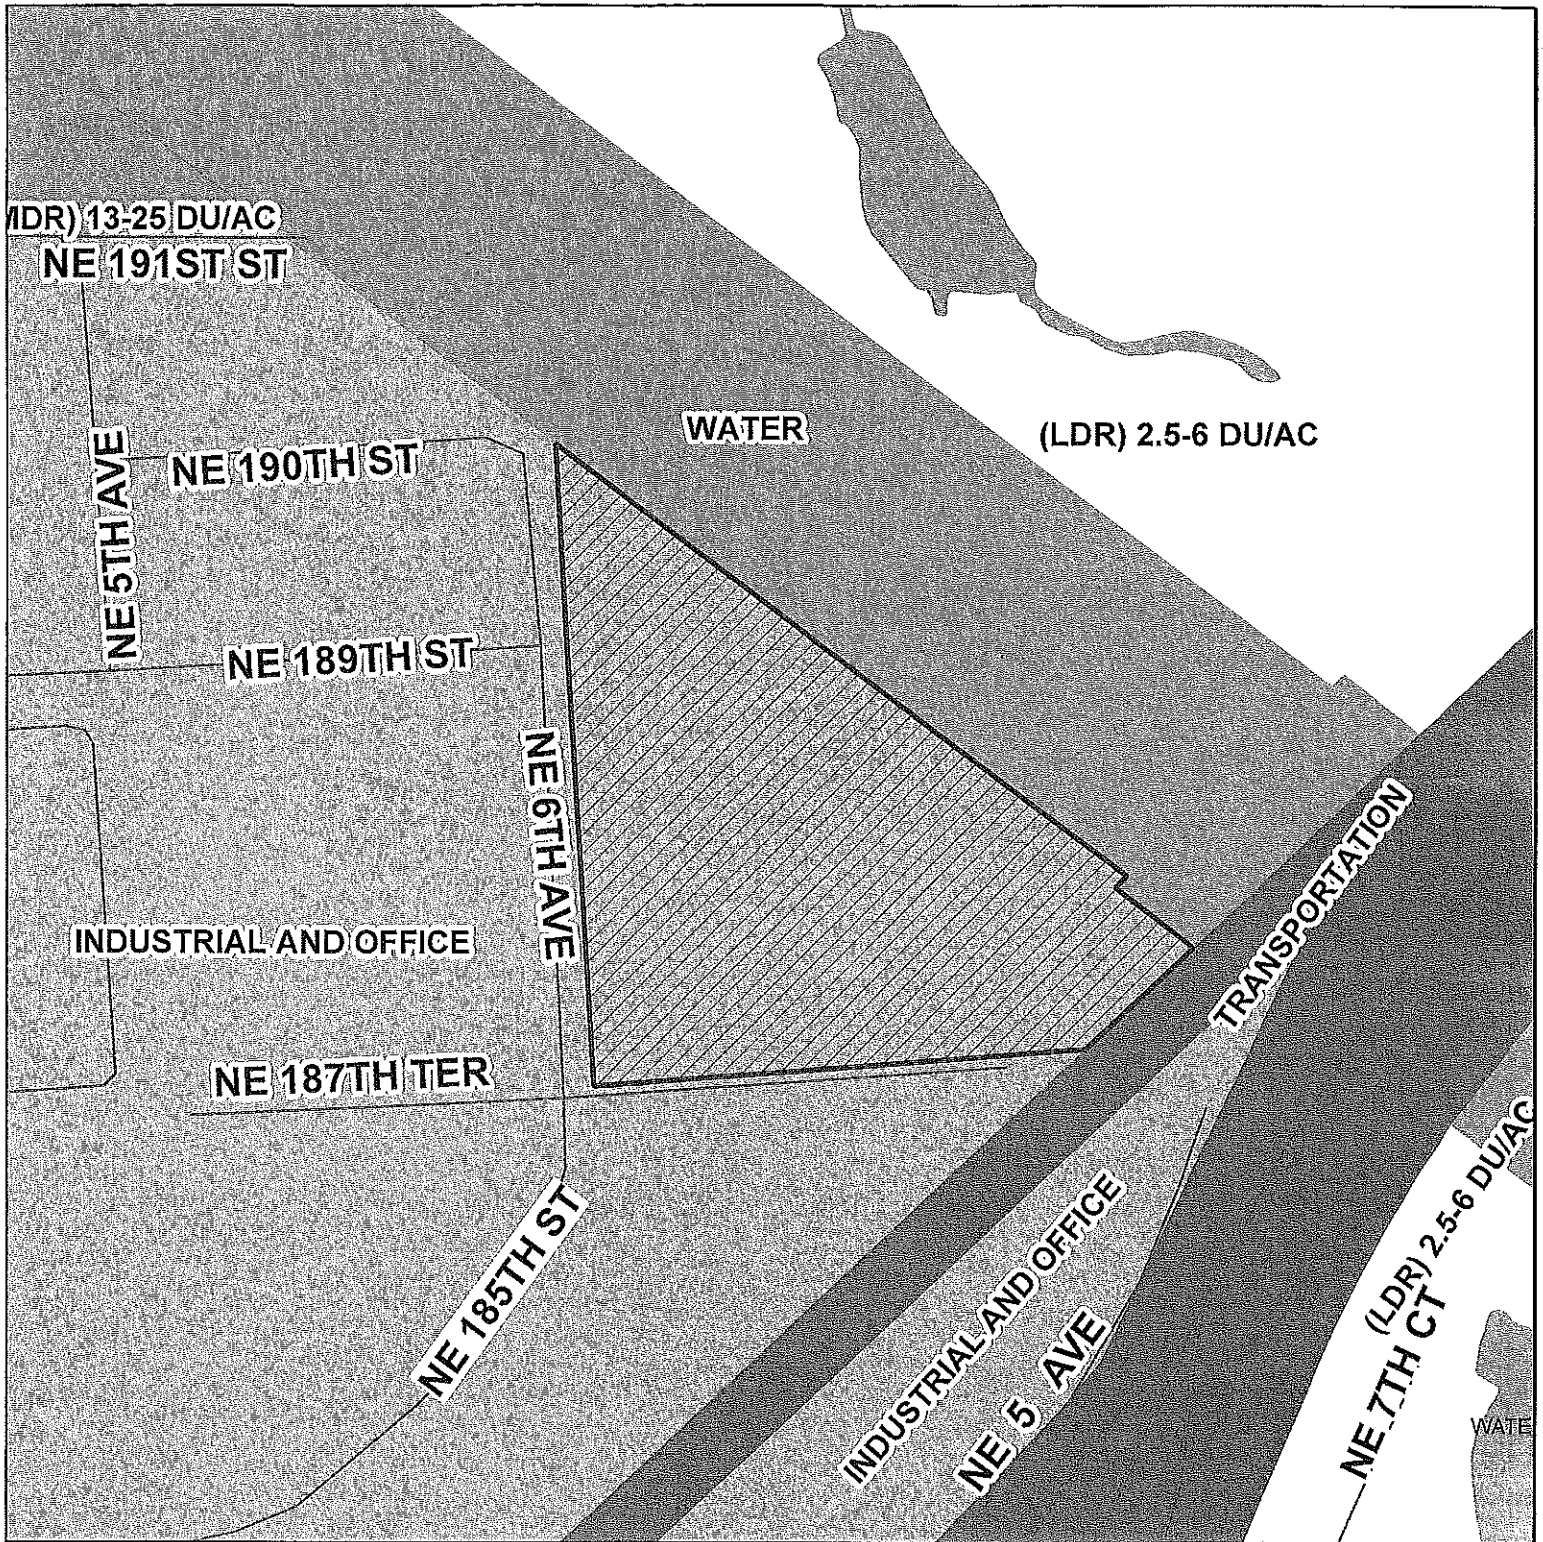 MDR) 13-25 DU/AC
NE 191ST ST
WATER
(LDR) 2.5-6 DU/AC
NE 190TH ST
NE 5TH AVE
NE 189TH ST
NE 6TH AVE
INDUSTRIAL AND OFFICE
TRANSPORTATION
NE 187TH TER
NE 185TH ST
INDUSTRIAL AND OFFICE
NE 5 AVE
(LDR) 2.5-6 DU/AC
NE 7TH CT
WATE